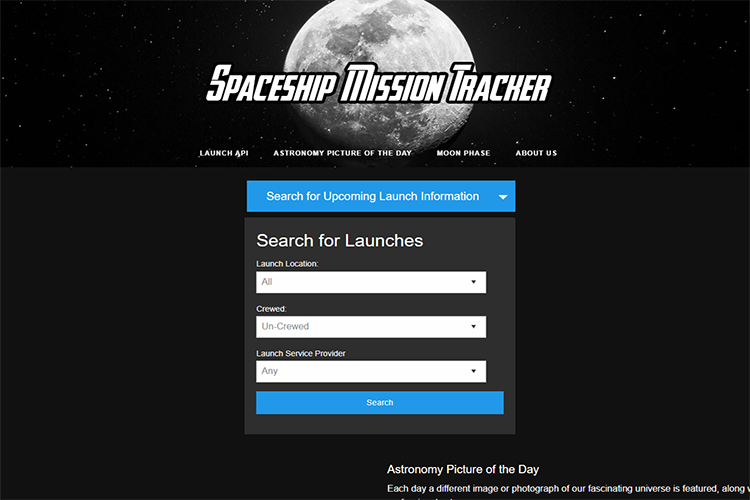 Spaceship Mission Tracker
LAUNCH API
ASTRONOMY PICTURE OF THE DAY
MOON PHASE
ABOUT US
Search for Upcoming Launch Information
Search for Launches
Launch Location:
All
Crewed:
Un-Crewed
Launch Service Provider
Any
Search
Astronomy Picture of the Day
Each day a different image or photograph of our fascinating universe is featured, along